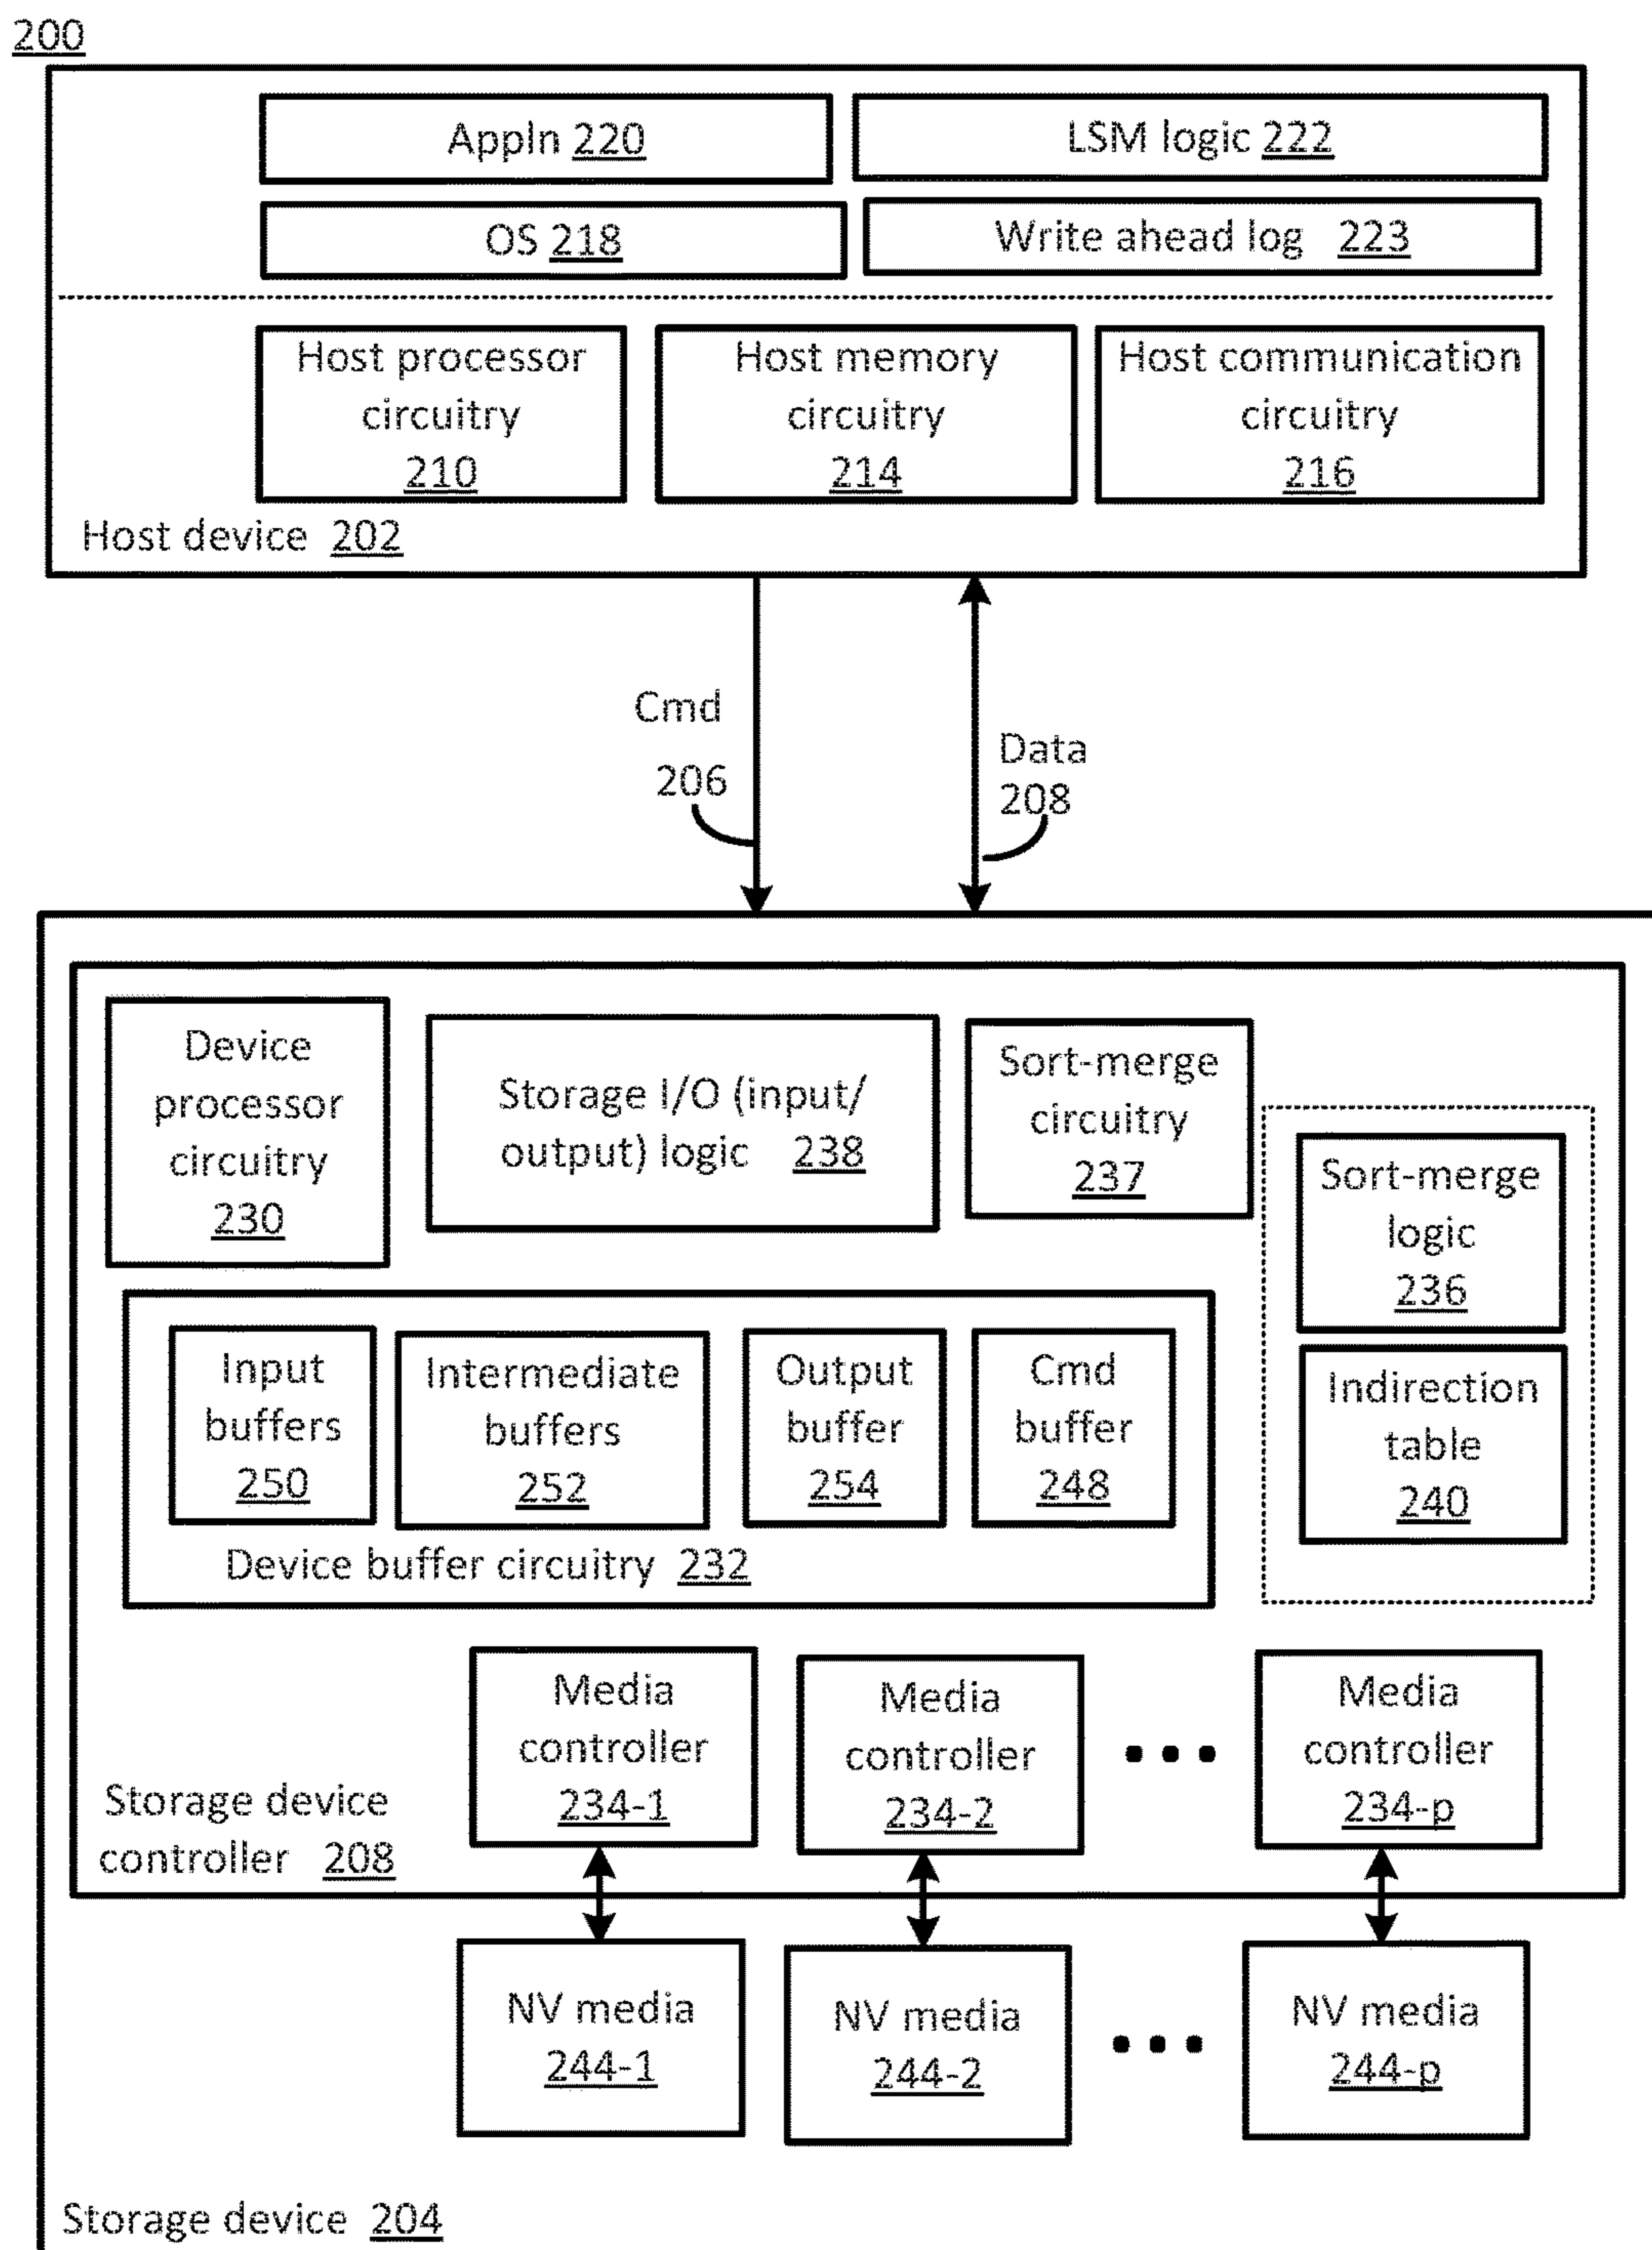 200
Appln 220
LSM logic 222
OS 218
Write ahead log 223
Host processor
circuitry
210
Host memory
circuitry
214
Host communication
circuitry
216
Host device 202
Cmd
206
Data
208
Device
processor
circuitry
230
Storage I/O (input/
output) logic 238
Sort-merge
circuitry
237
Sort-merge
logic
236
Indirection
table
240
Input
buffers
250
Intermediate
buffers
252
Output
buffer
254
Cmd
buffer
248
Device buffer circuitry 232
Media
controller
234-1
Media
controller
234-2
Media
controller
234-p
Storage device
controller 208
NV media
244-1
NV media
244-2
NV media
244-p
Storage device 204